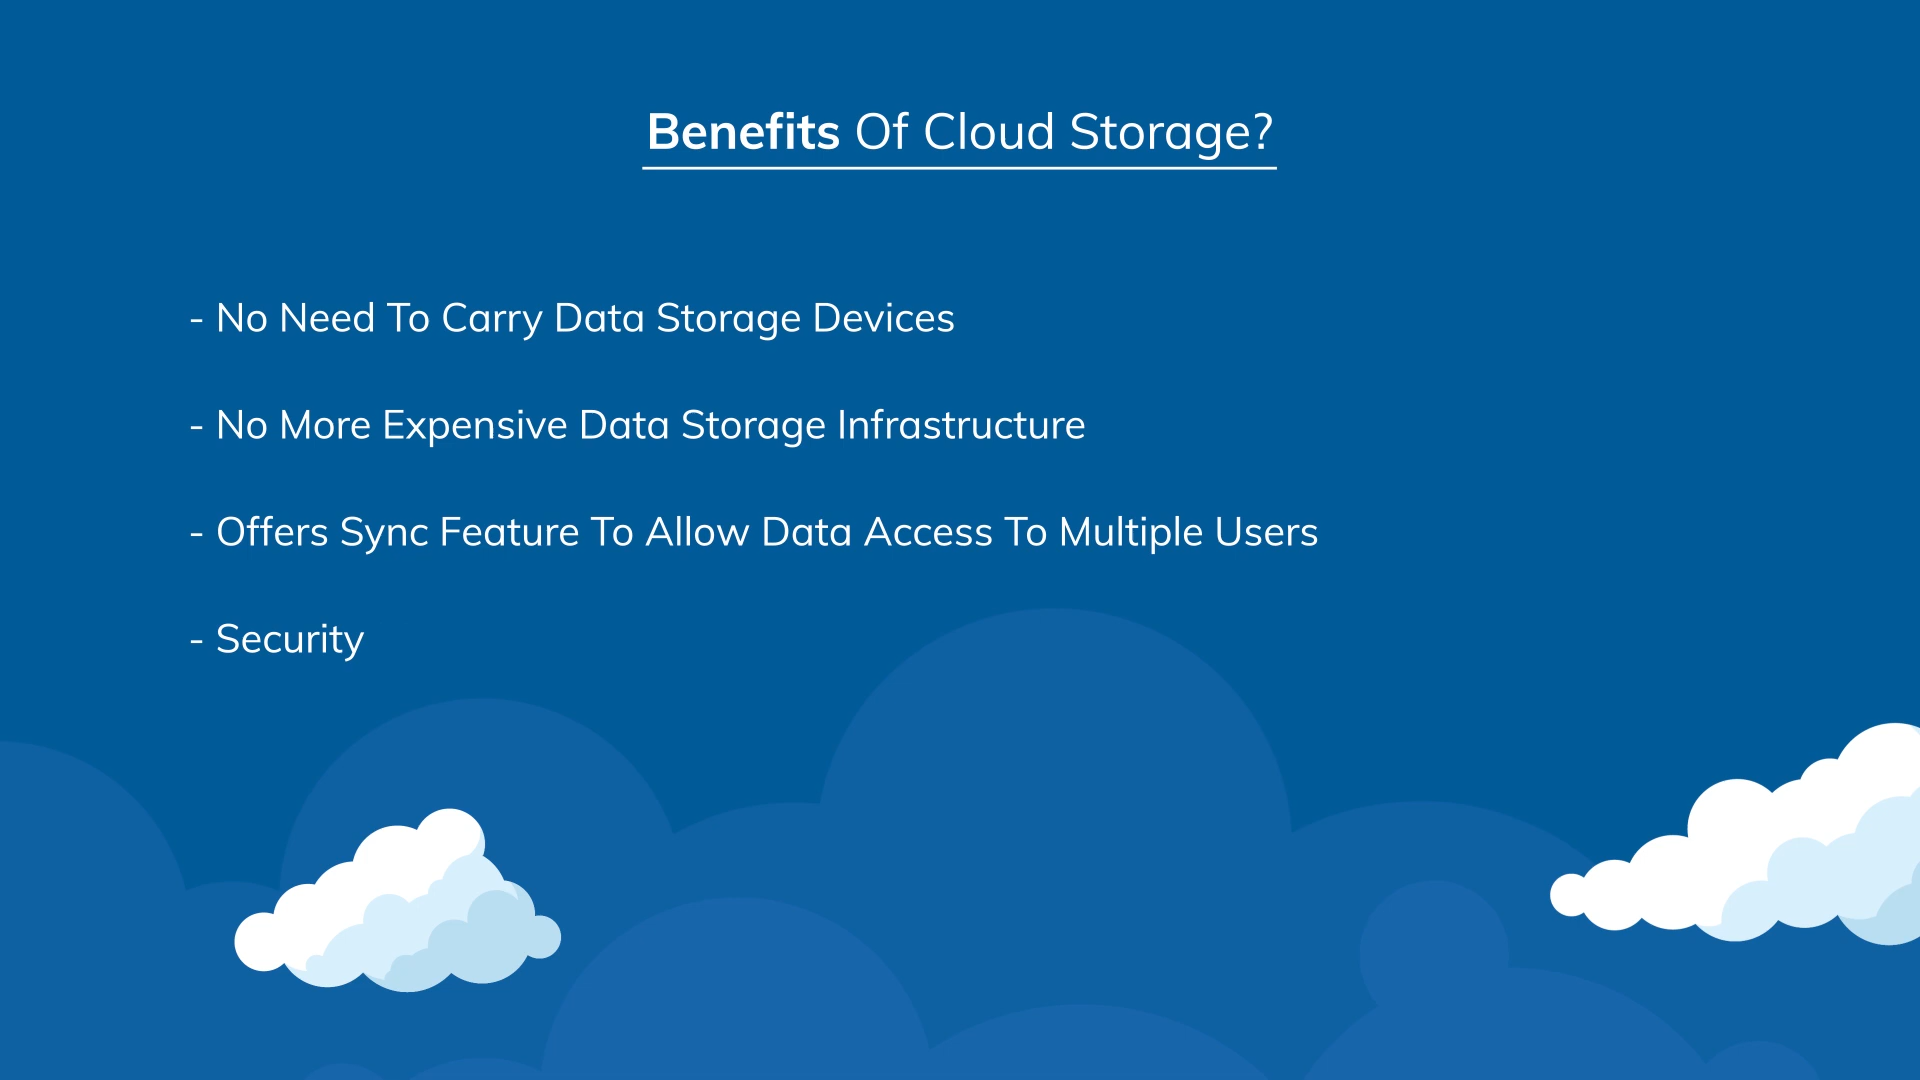 Benefits Of Cloud Storage?
- No Need To Carry Data Storage Devices
- No More Expensive Data Storage Infrastructure
- Offers Sync Feature To Allow Data Access To Multiple Users
- Security